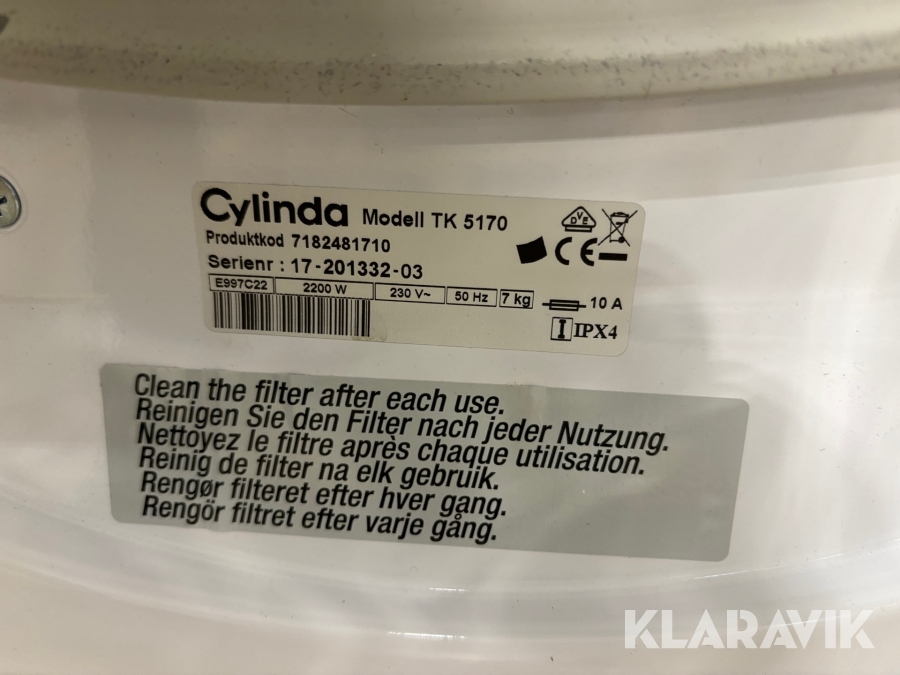 Cylinda Modell TK 5170
OVE
Produktkod 7182481710
CE
Serienr : 17-201332-03
E997C22 2200 W 230 V~ 50 Hz 7 kg 10 A
IPX4
Clean the filter after each use.
Reinigen Sie den Filter nach jeder Nutzung.
Nettoyez le filtre après chaque utilisation.
Reinig de filter na elk gebruik.
Rengør filteret efter hver gang.
Rengör filtret efter varje gång.
KLARAVIK